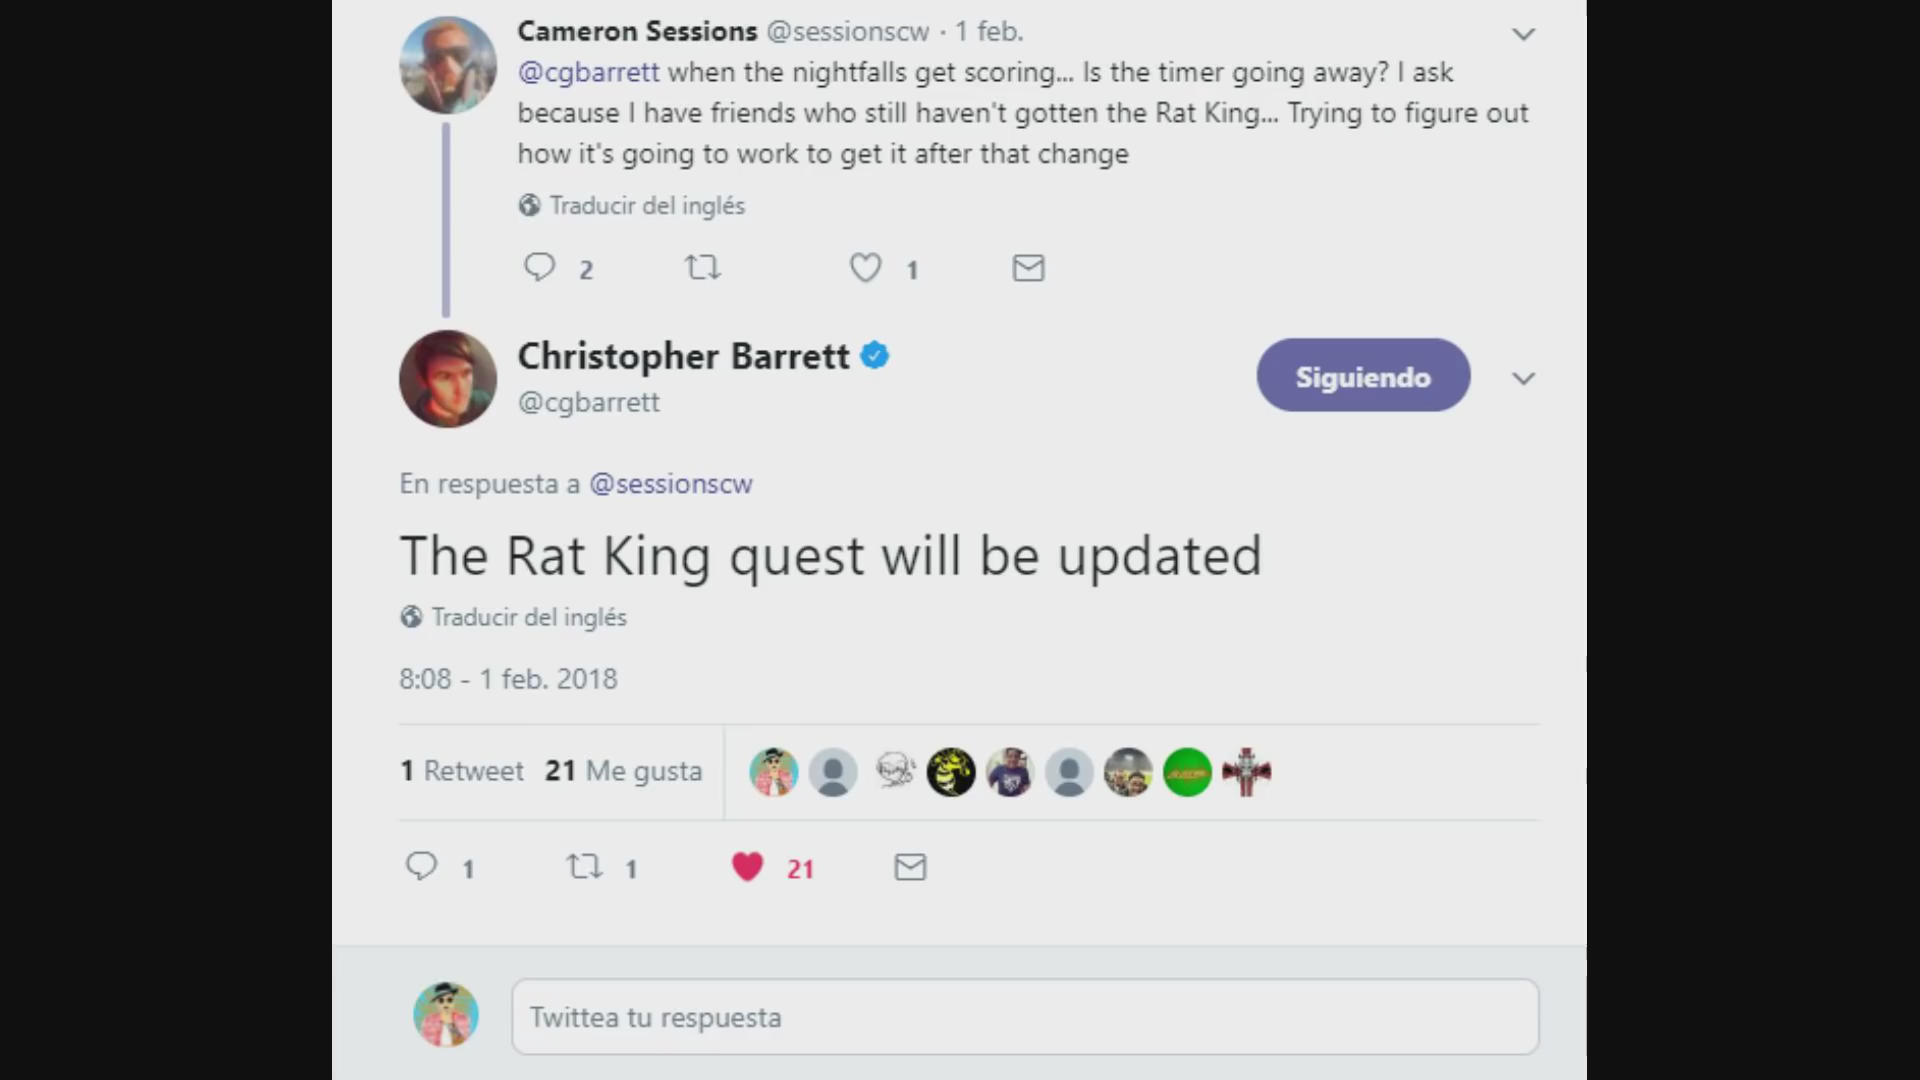 Cameron Sessions @sessionscw · 1 feb.
@cgbarrett when the nightfalls get scoring... Is the timer going away? I ask
because I have friends who still haven't gotten the Rat King... Trying to figure out
how it's going to work to get it after that change
Traducir del inglés
2 1
Christopher Barrett
@cgbarrett
Siguiendo
En respuesta a @sessionscw
The Rat King quest will be updated
Traducir del inglés
8:08 - 1 feb. 2018
1 Retweet 21 Me gusta
1 1 21
Twittea tu respuesta